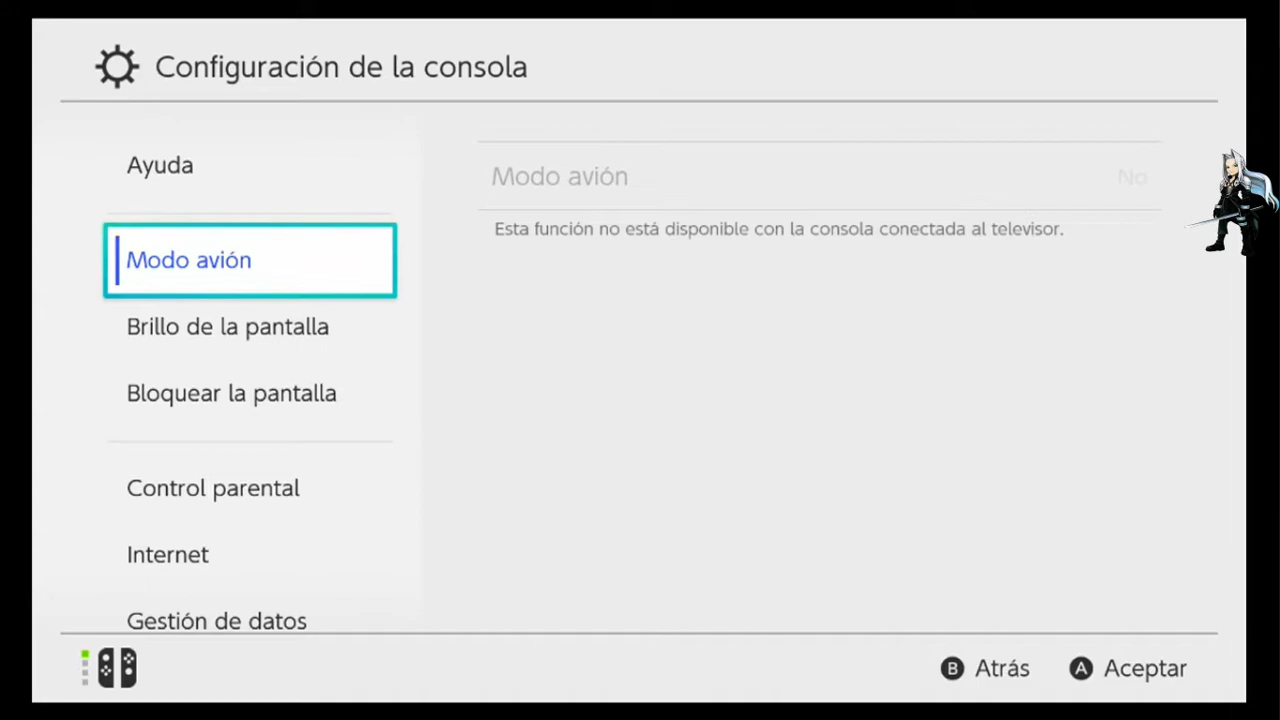 Configuración de la consola
Ayuda
Modo avión
Brillo de la pantalla
Bloquear la pantalla
Control parental
Internet
Gestión de datos
Modo avión No
Esta función no está disponible con la consola conectada al televisor.
B Atrás A Aceptar